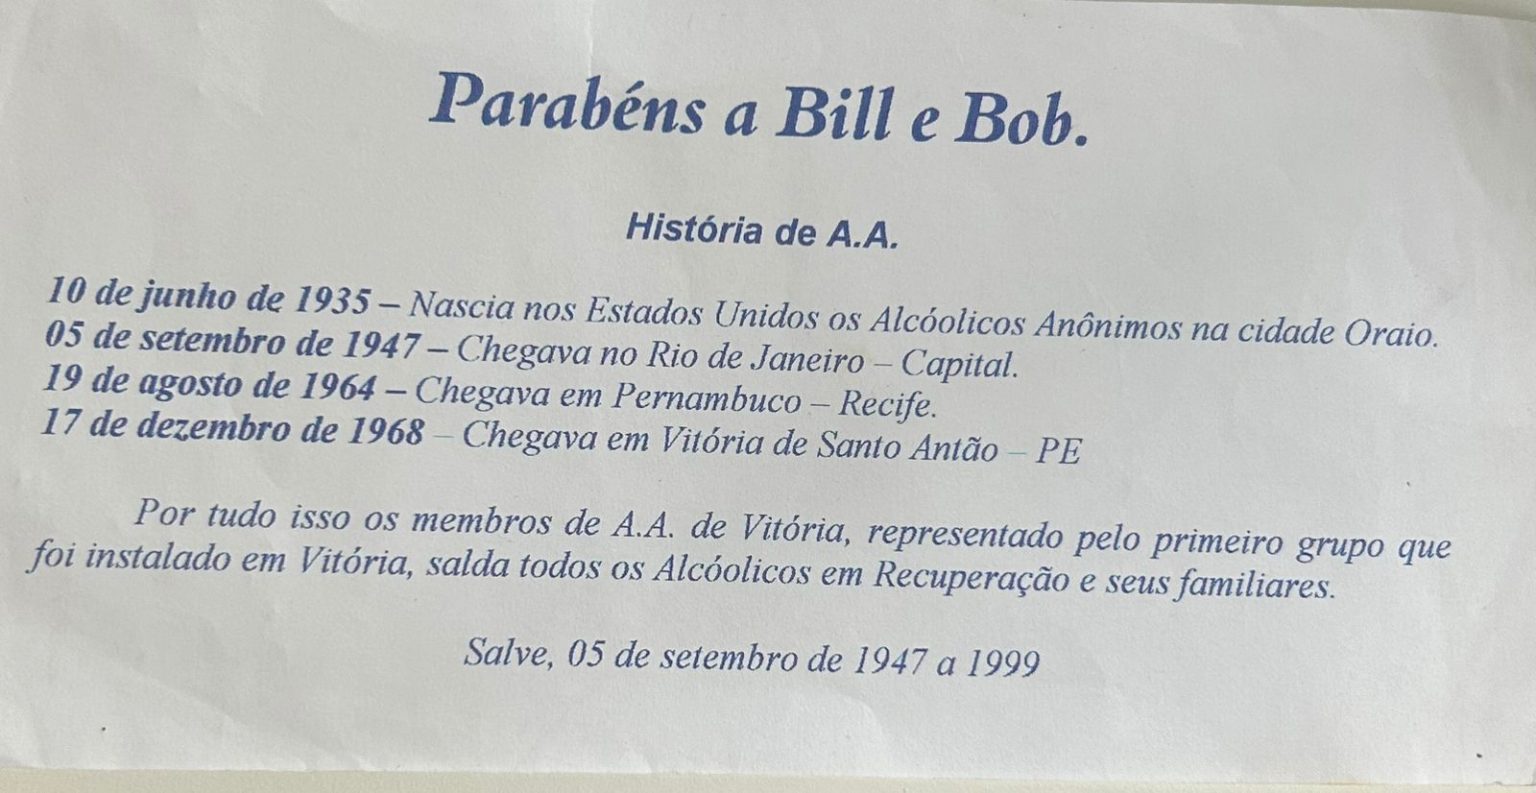 Parabéns a Bill e Bob.
História de A.A.
10 de junho de 1935 – Nascia nos Estados Unidos os Alcóolicos Anônimos na cidade Oraio.
05 de setembro de 1947 – Chegava no Rio de Janeiro – Capital.
19 de agosto de 1964 – Chegava em Pernambuco – Recife.
17 de dezembro de 1968 – Chegava em Vitória de Santo Antão – PE
Por tudo isso os membros de A.A. de Vitória, representado pelo primeiro grupo que
foi instalado em Vitória, salda todos os Alcóolicos em Recuperação e seus familiares.
Salve, 05 de setembro de 1947 a 1999